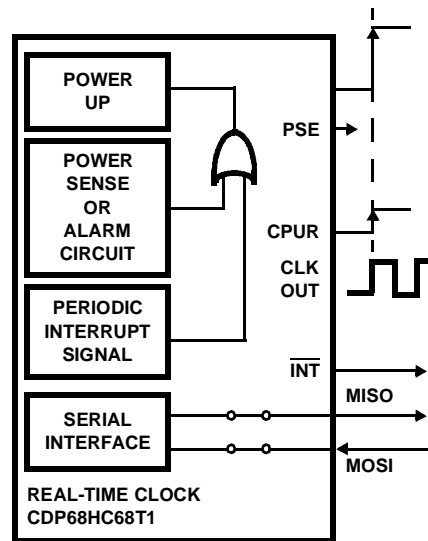 POWER
UP
POWER
SENSE
OR
ALARM
CIRCUIT
PERIODIC
INTERRUPT
SIGNAL
SERIAL
INTERFACE
REAL-TIME CLOCK
CDP68HC68T1
PSE
CPUR
CLK
OUT
INT
MISO
MOSI